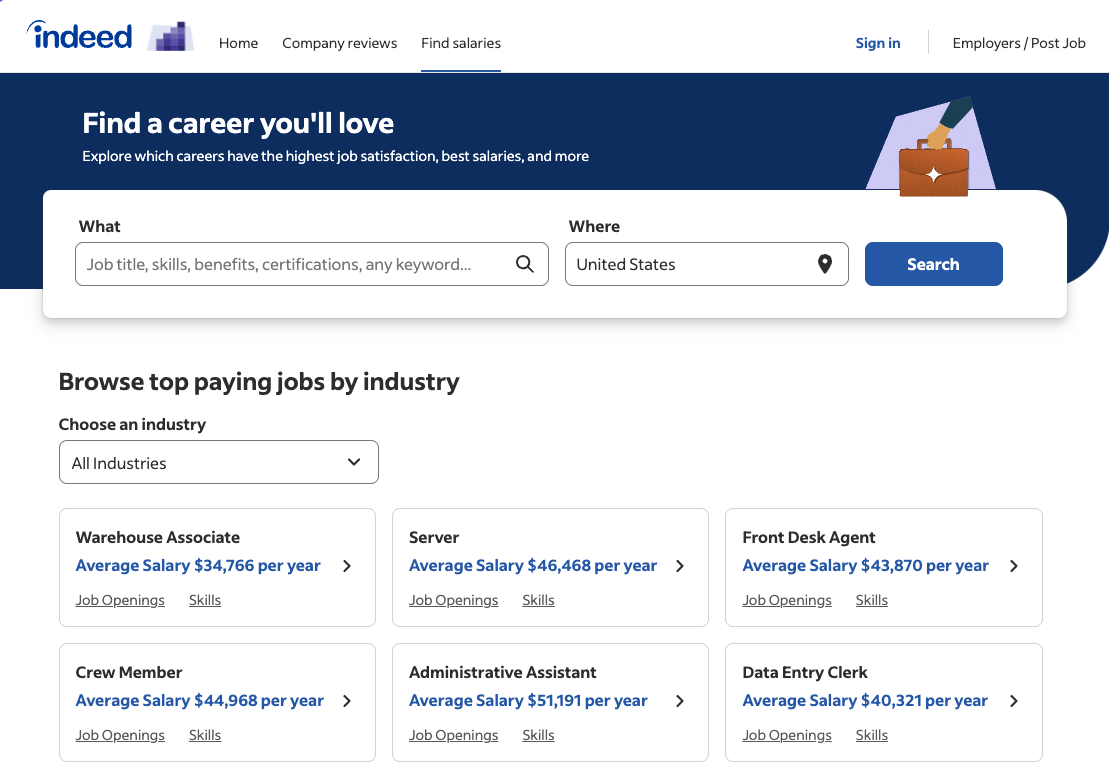 indeed
Home Company reviews Find salaries Sign in Employers / Post Job
Find a career you'll love
Explore which careers have the highest job satisfaction, best salaries, and more
What Where
Job title, skills, benefits, certifications, any keyword... United States Search
Browse top paying jobs by industry
Choose an industry
All Industries
Warehouse Associate
Average Salary $34,766 per year
Job Openings Skills
Server
Average Salary $46,468 per year
Job Openings Skills
Front Desk Agent
Average Salary $43,870 per year
Job Openings Skills
Crew Member
Average Salary $44,968 per year
Job Openings Skills
Administrative Assistant
Average Salary $51,191 per year
Job Openings Skills
Data Entry Clerk
Average Salary $40,321 per year
Job Openings Skills